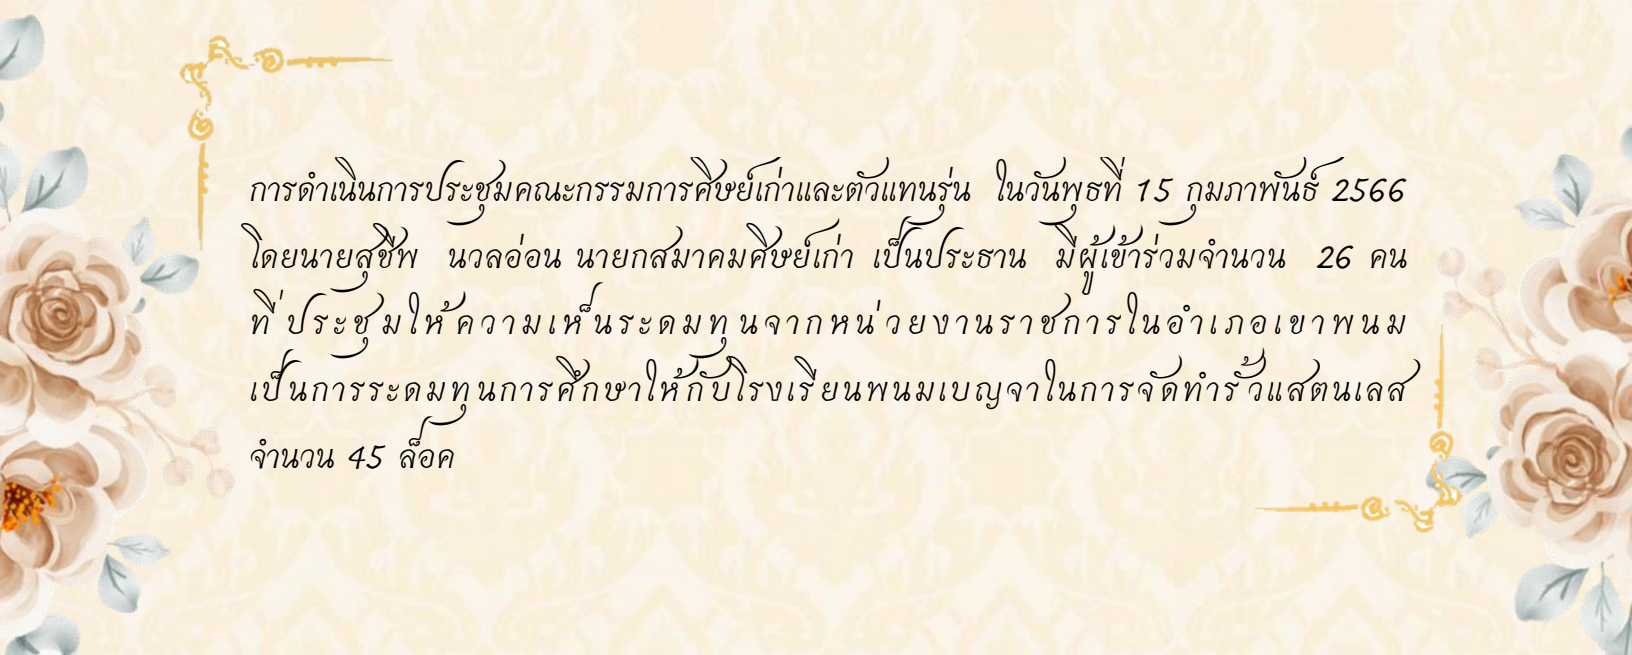 การดำเนินการประชุมคณะกรรมการศิษย์เก่าและตัวแทนรุ่น ในวันพุธที่ 15 กุมภาพันธ์ 2566
โดยนายสุชีพ นวลอ่อน นายกสมาคมศิษย์เก่า เป็นประธาน มีผู้เข้าร่วมจำนวน 26 คน
ที่ประชุมให้ความเห็นระดมทุนจากหน่วยงานราชการในอำเภอเขาพนม
เป็นการระดมทุนการศึกษาให้กับโรงเรียนพนมเบญจาในการจัดทำรั้วแสตนเลส
จำนวน 45 ล็อค